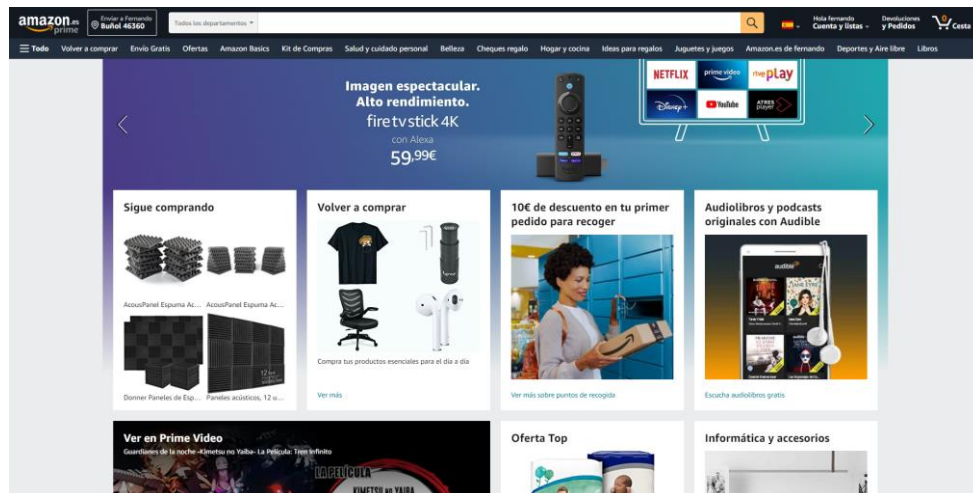 amazon.es
prime
Enviar a Fernando
Buñol 46360
Todos los departamentos
Hola fernando
Cuenta y listas
Devoluciones
y Pedidos
0
Cesta
Todo Volver a comprar Envío Gratis Ofertas Amazon Basics Kit de Compras Salud y cuidado personal Belleza Cheques regalo Hogar y cocina Ideas para regalos Juguetes y juegos Amazon.es de fernando Deportes y Aire libre Libros
Imagen espectacular.
Alto rendimiento.
fire tv stick 4K
con Alexa
59,99€
NETFLIX prime video rtve play
Disney+ YouTube ATRES player
Sigue comprando
AcousPanel Espuma Ac... AcousPanel Espuma Ac...
12 PCS
Donner Paneles de Esp... Paneles acústicos, 12 u...
Volver a comprar
Compra tus productos esenciales para el día a día
Ver más
10€ de descuento en tu primer
pedido para recoger
Ver más sobre puntos de recogida
Audiolibros y podcasts
originales con Audible
audible
JANE EYRE
Escucha audiolibros gratis
Ver en Prime Video
Guardianes de la noche -Kimetsu no Yaiba- La Película: Tren Infinito
LA PELÍCULA
KIMETSU NO YAIBA
Oferta Top
Informática y accesorios